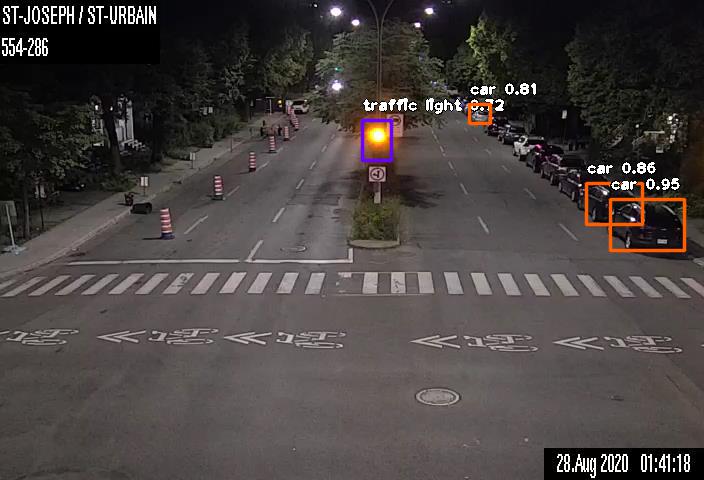 ST-JOSEPH / ST-URBAIN
554-286
car 0.81
traffic light 0.72
car 0.86
car 0.95
28.Aug 2020 01:41:18